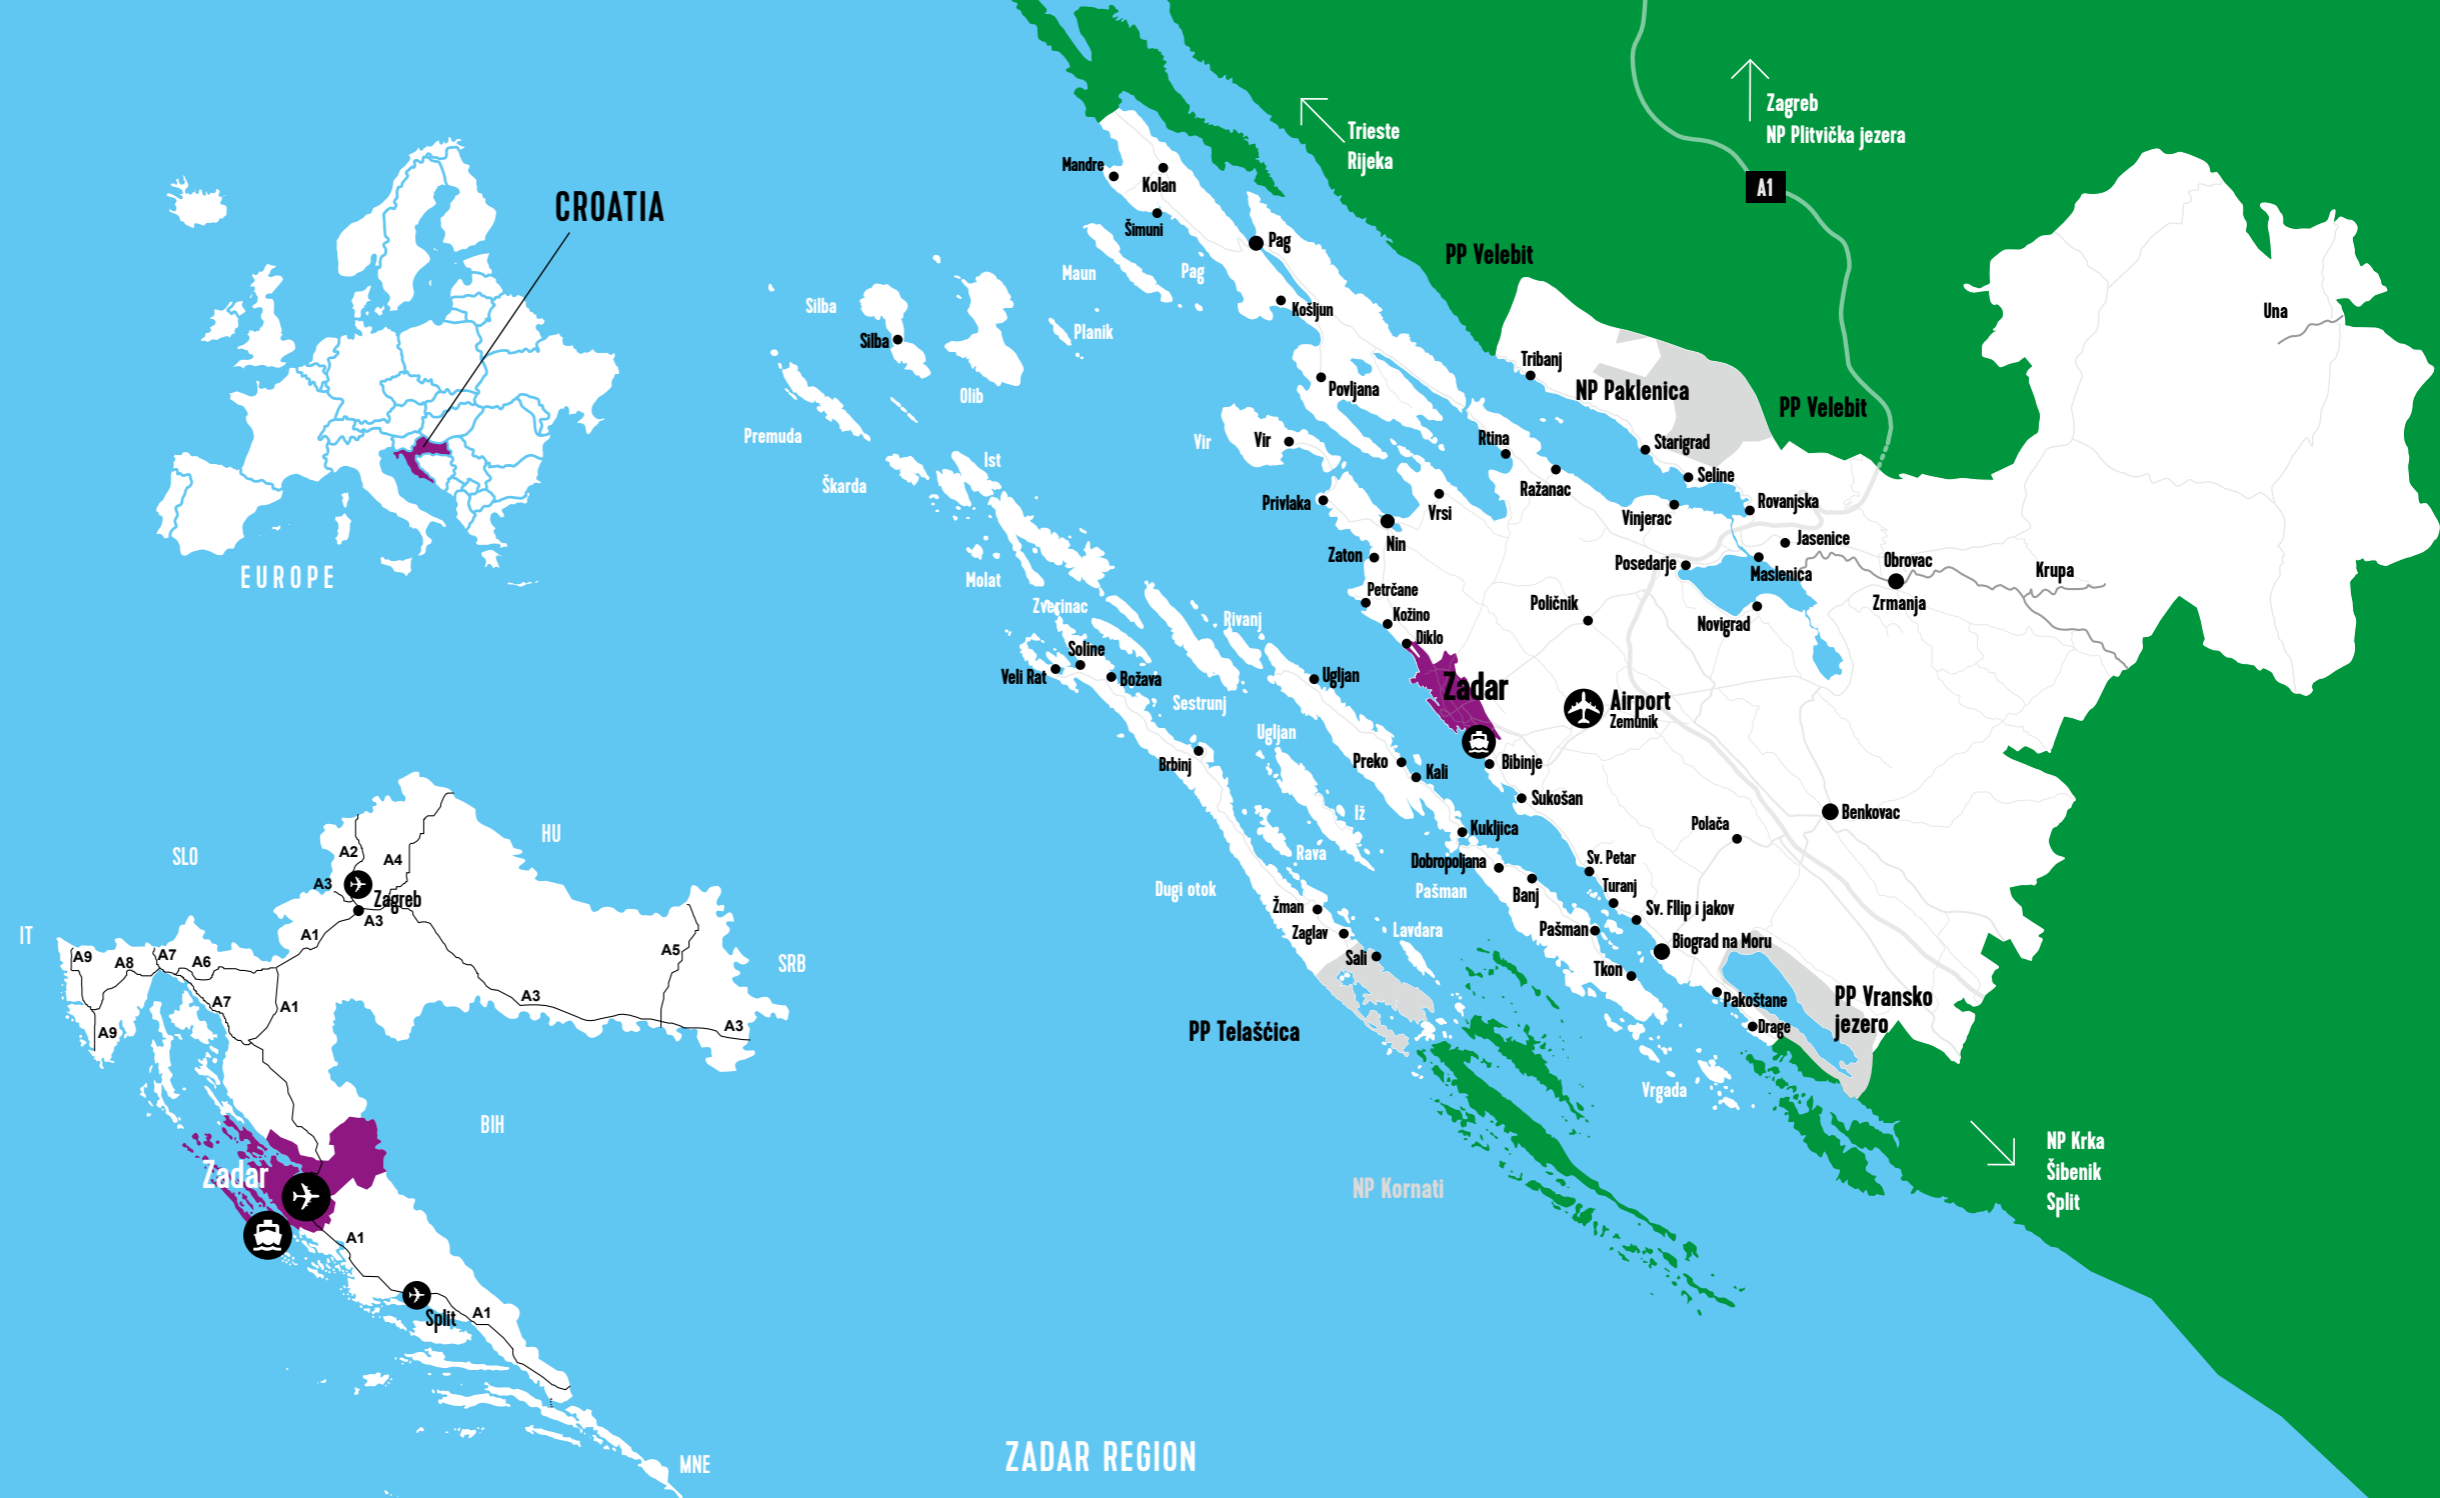 CROATIA
EUROPE
SLO
HU
IT
SRB
BIH
MNE
A2
A4
A3
Zagreb
A3
A1
A9
A8
A7
A6
A5
A7
A1
A3
A9
A3
Zadar
A1
Split
A1
Trieste
Rijeka
Zagreb
NP Plitvička jezera
A1
Mandre
Kolan
Šimuni
Pag
Maun
Pag
PP Velebit
Silba
Silba
Košljun
Planik
Una
Tribanj
Olib
Povljana
NP Paklenica
PP Velebit
Premuda
Vir
Vir
Rtina
Starigrad
Ist
Škarda
Ražanac
Seline
Privlaka
Vrsi
Vinjerac
Rovanjska
Nin
Jasenice
Zaton
Posedarje
Maslenica
Obrovac
Krupa
Molat
Petrčane
Zrmanja
Zverinac
Rivanj
Kožino
Poličnik
Novigrad
Diklo
Soline
Veli Rat
Božava
Ugljan
Zadar
Sestrunj
Airport
Zemunik
Ugljan
Brbinj
Preko
Kali
Bibinje
Sukošan
Iž
Kukljica
Polača
Benkovac
Rava
Dobropoljana
Sv. Petar
Dugi otok
Pašman
Banj
Turanj
Žman
Sv. FIlip i jakov
Zaglav
Lavdara
Pašman
Biograd na Moru
Sali
Tkon
Pakoštane
PP Vransko
jezero
Drage
PP Telašćica
Vrgada
NP Kornati
NP Krka
Šibenik
Split
ZADAR REGION